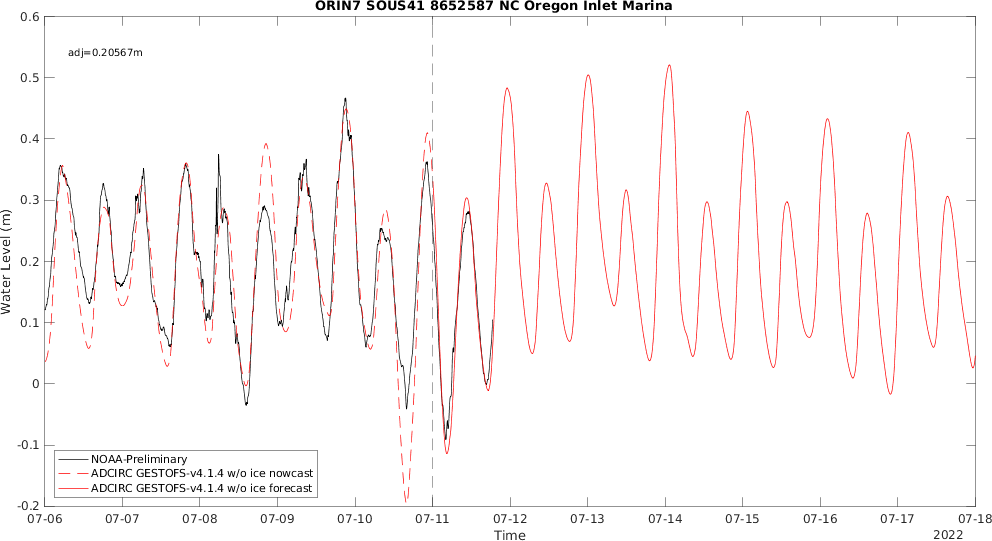 ORIN7 SOUS41 8652587 NC Oregon Inlet Marina
0.6
adj=0.20567m
0.5
0.4
0.3
0.2
0.1
0
-0.1
-0.2
Water Level (m)
NOAA-Preliminary
ADCIRC GESTOFS-v4.1.4 w/o ice nowcast
ADCIRC GESTOFS-v4.1.4 w/o ice forecast
07-06 07-07 07-08 07-09 07-10 07-11 07-12 07-13 07-14 07-15 07-16 07-17 07-18
Time
2022